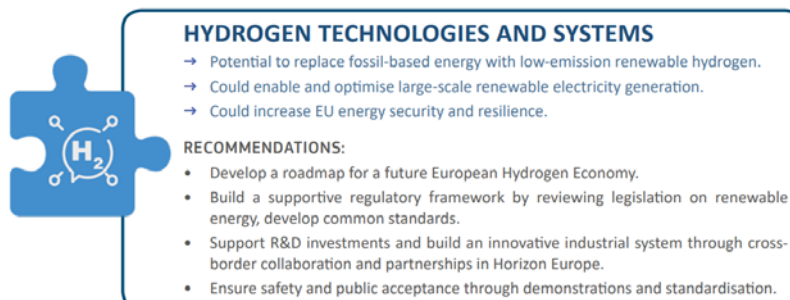 HYDROGEN TECHNOLOGIES AND SYSTEMS
→ Potential to replace fossil-based energy with low-emission renewable hydrogen.
→ Could enable and optimise large-scale renewable electricity generation.
→ Could increase EU energy security and resilience.
H2
RECOMMENDATIONS:
• Develop a roadmap for a future European Hydrogen Economy.
• Build a supportive regulatory framework by reviewing legislation on renewable
energy, develop common standards.
• Support R&D investments and build an innovative industrial system through cross-
border collaboration and partnerships in Horizon Europe.
• Ensure safety and public acceptance through demonstrations and standardisation.